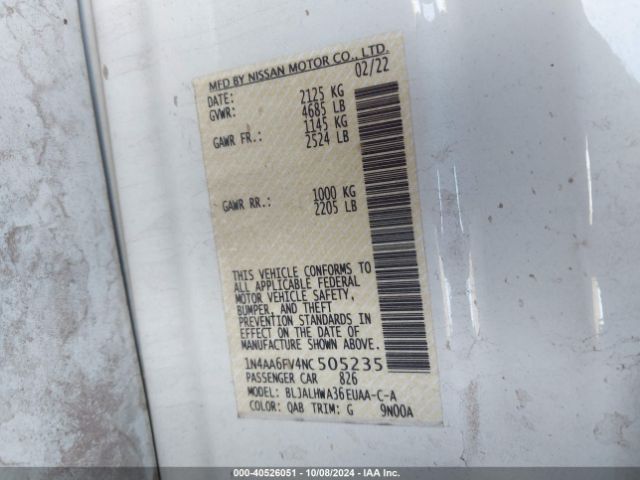 MFD BY NISSAN MOTOR CO., LTD.
DATE: 02/22
GVWR: 2125 KG
4685 LB
GAWR FR.: 1145 KG
2524 LB
GAWR RR.: 1000 KG
2205 LB
THIS VEHICLE CONFORMS TO
ALL APPLICABLE FEDERAL
MOTOR VEHICLE SAFETY,
BUMPER, AND THEFT
PREVENTION STANDARDS IN
EFFECT ON THE DATE OF
MANUFACTURE SHOWN ABOVE.
1N4AA6FV4NC505235
PASSENGER CAR 826
MODEL: BLJALHWA36EUAA-C-A
COLOR: QAB TRIM: G 9N00A
000-40526051 - 10/08/2024 - IAA Inc.